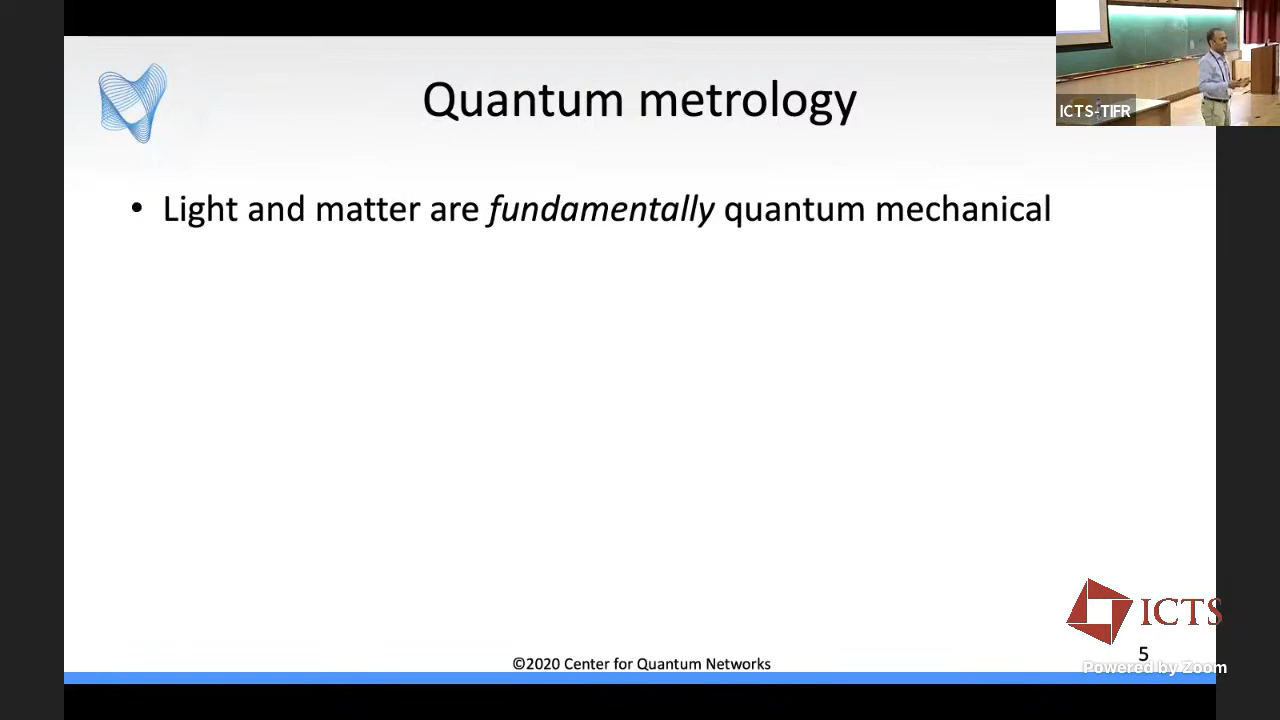 Quantum metrology
ICTS-TIFR
• Light and matter are fundamentally quantum mechanical
ICTS
5
©2020 Center for Quantum Networks
Powered by Zoom